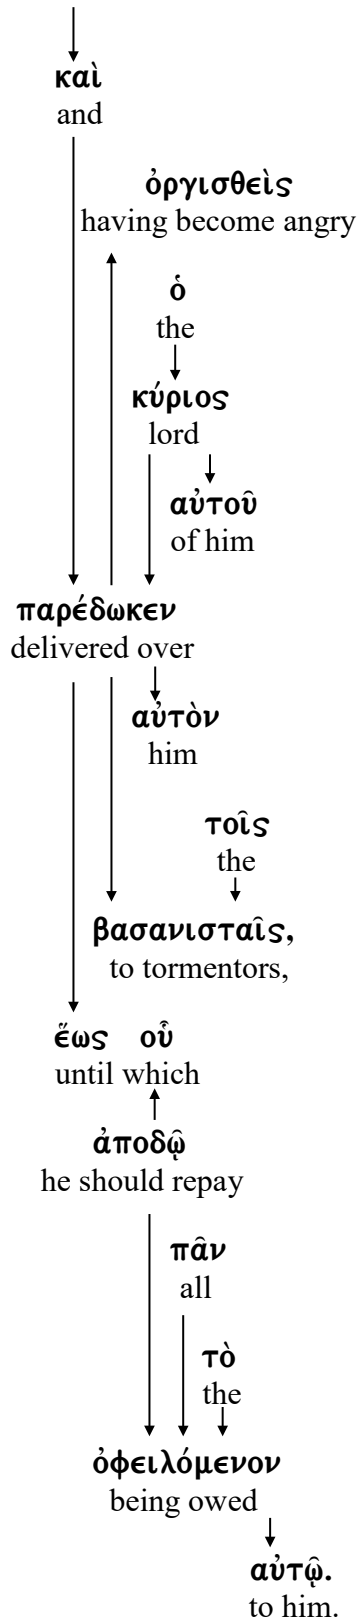 καὶ
and
ὀργισθεὶς
having become angry
ὁ
the
κύριος
lord
αὐτοῦ
of him
παρέδωκεν
delivered over
αὐτὸν
him
τοῖς
the
βασανισταῖς,
to tormentors,
ἕως οὗ
until which
ἀποδῷ
he should repay
πᾶν
all
τὸ
the
ὀφειλόμενον
being owed
αὐτῷ.
to him.